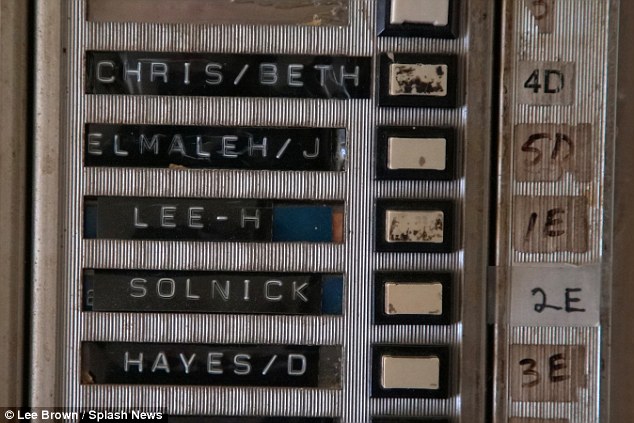 CHRIS/BETH 4D
ELMALEH/J 5D
LEE-H 1E
SOLNICK 2E
HAYES/D 3E
© Lee Brown / Splash News